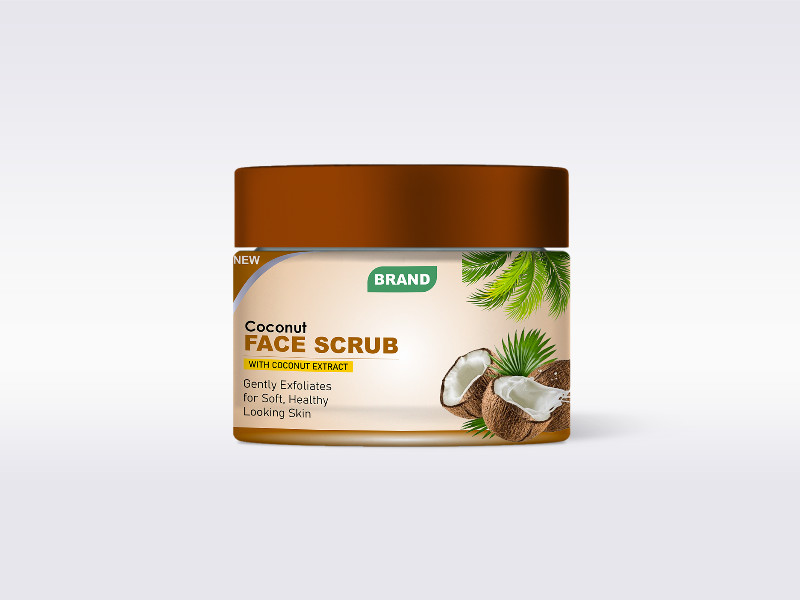 NEW
BRAND
Coconut
FACE SCRUB
WITH COCONUT EXTRACT
Gently Exfoliates
for Soft, Healthy
Looking Skin